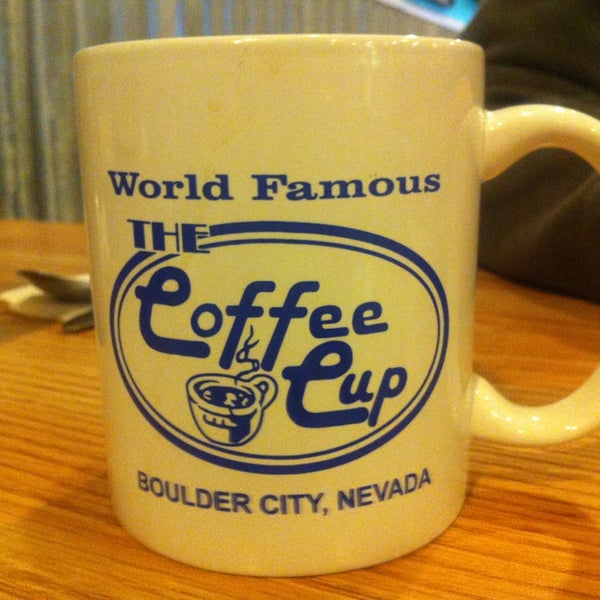 World Famous
THE
Coffee
Cup
BOULDER CITY, NEVADA